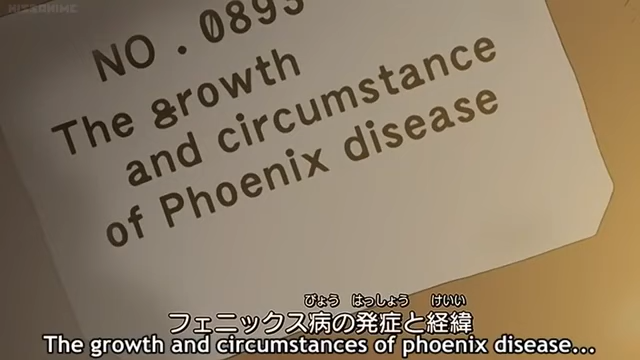 NO . 0893
The growth
and circumstance
of Phoenix disease
びょう はっしょう けいい
フェニックス病の発症と経緯
The growth and circumstances of phoenix disease...